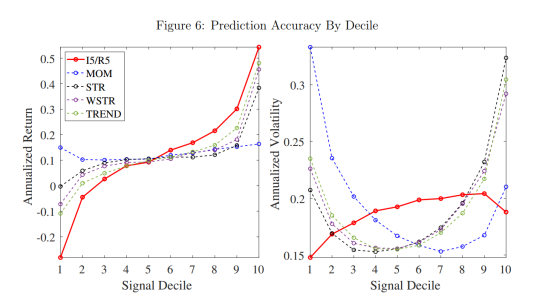 Figure 6: Prediction Accuracy By Decile
I5/R5
MOM
STR
WSTR
TREND
Annualized Return
0.5
0.4
0.3
0.2
0.1
0
-0.1
-0.2
1 2 3 4 5 6 7 8 9 10
Signal Decile
Annualized Volatility
0.3
0.25
0.2
0.15
1 2 3 4 5 6 7 8 9 10
Signal Decile